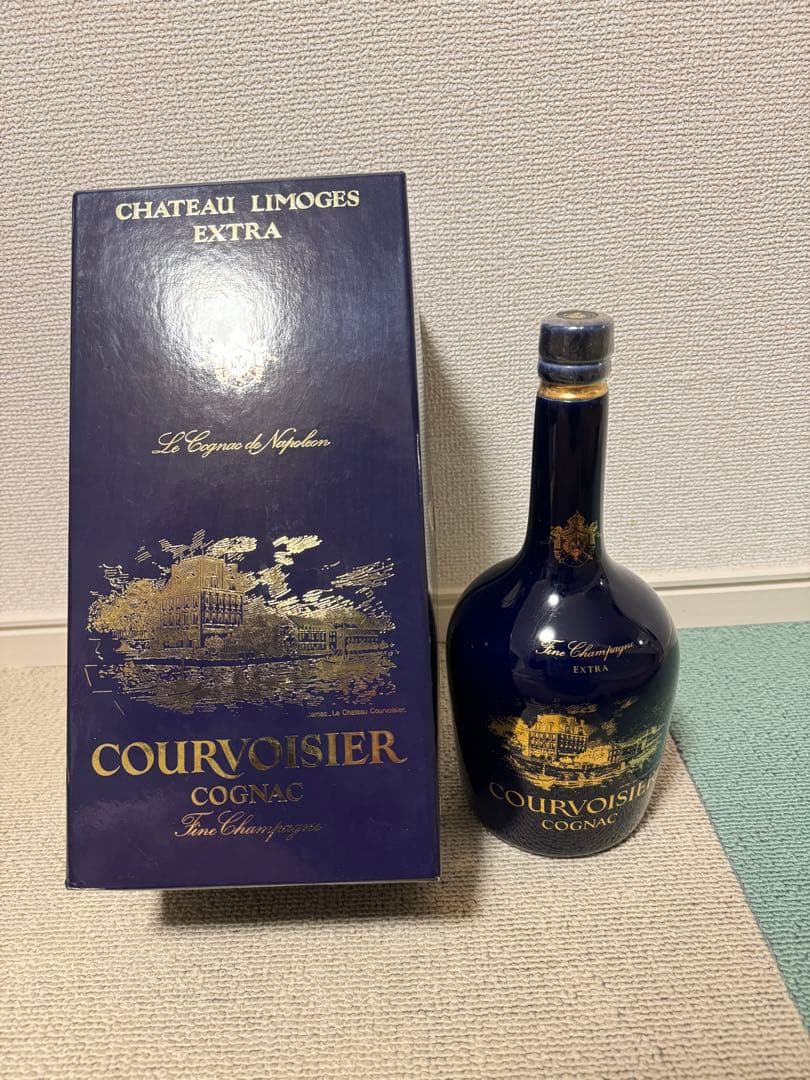 CHATEAU LIMOGES
EXTRA
Le Cognac de Napoleon
Le Chateau Courvoisier.
COURVOISIER
COGNAC
Fine Champagne
Fine Champagne
EXTRA
COURVOISIER
COGNAC